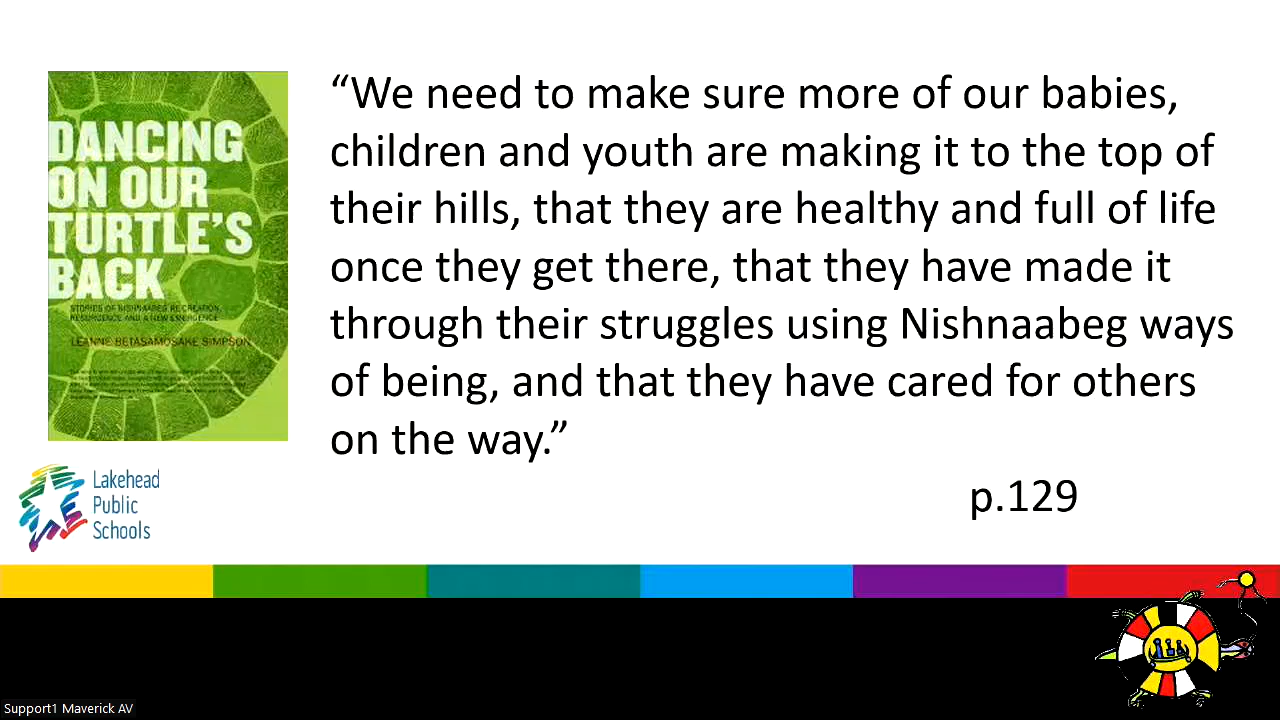 DANCING
ON OUR
TURTLE'S
BACK
STORIES OF NISHNAABEG RE-CREATION,
RESURGENCE AND A NEW EMERGENCE
LEANNE BETASAMOSAKE SIMPSON
“We need to make sure more of our babies,
children and youth are making it to the top of
their hills, that they are healthy and full of life
once they get there, that they have made it
through their struggles using Nishnaabeg ways
of being, and that they have cared for others
on the way.”
p.129
Lakehead
Public
Schools
Support1 Maverick AV